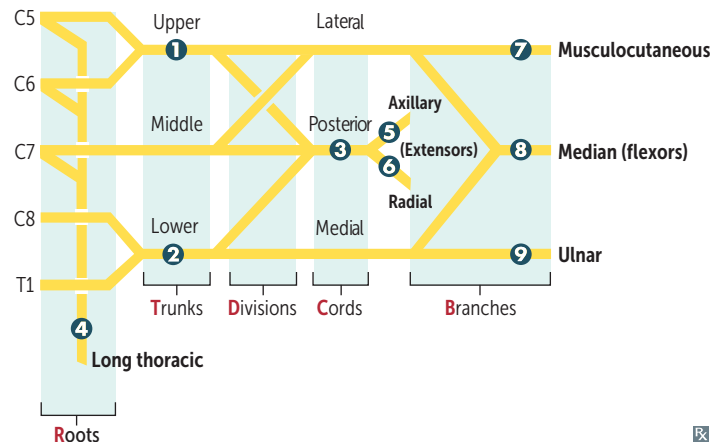 C5
Upper
Lateral
1
7
Musculocutaneous
C6
Axillary
Middle
Posterior
5
C7
3
(Extensors)
8
Median (flexors)
6
Radial
C8
Lower
Medial
2
9
Ulnar
T1
Trunks
Divisions
Cords
Branches
4
Long thoracic
Roots
Rx